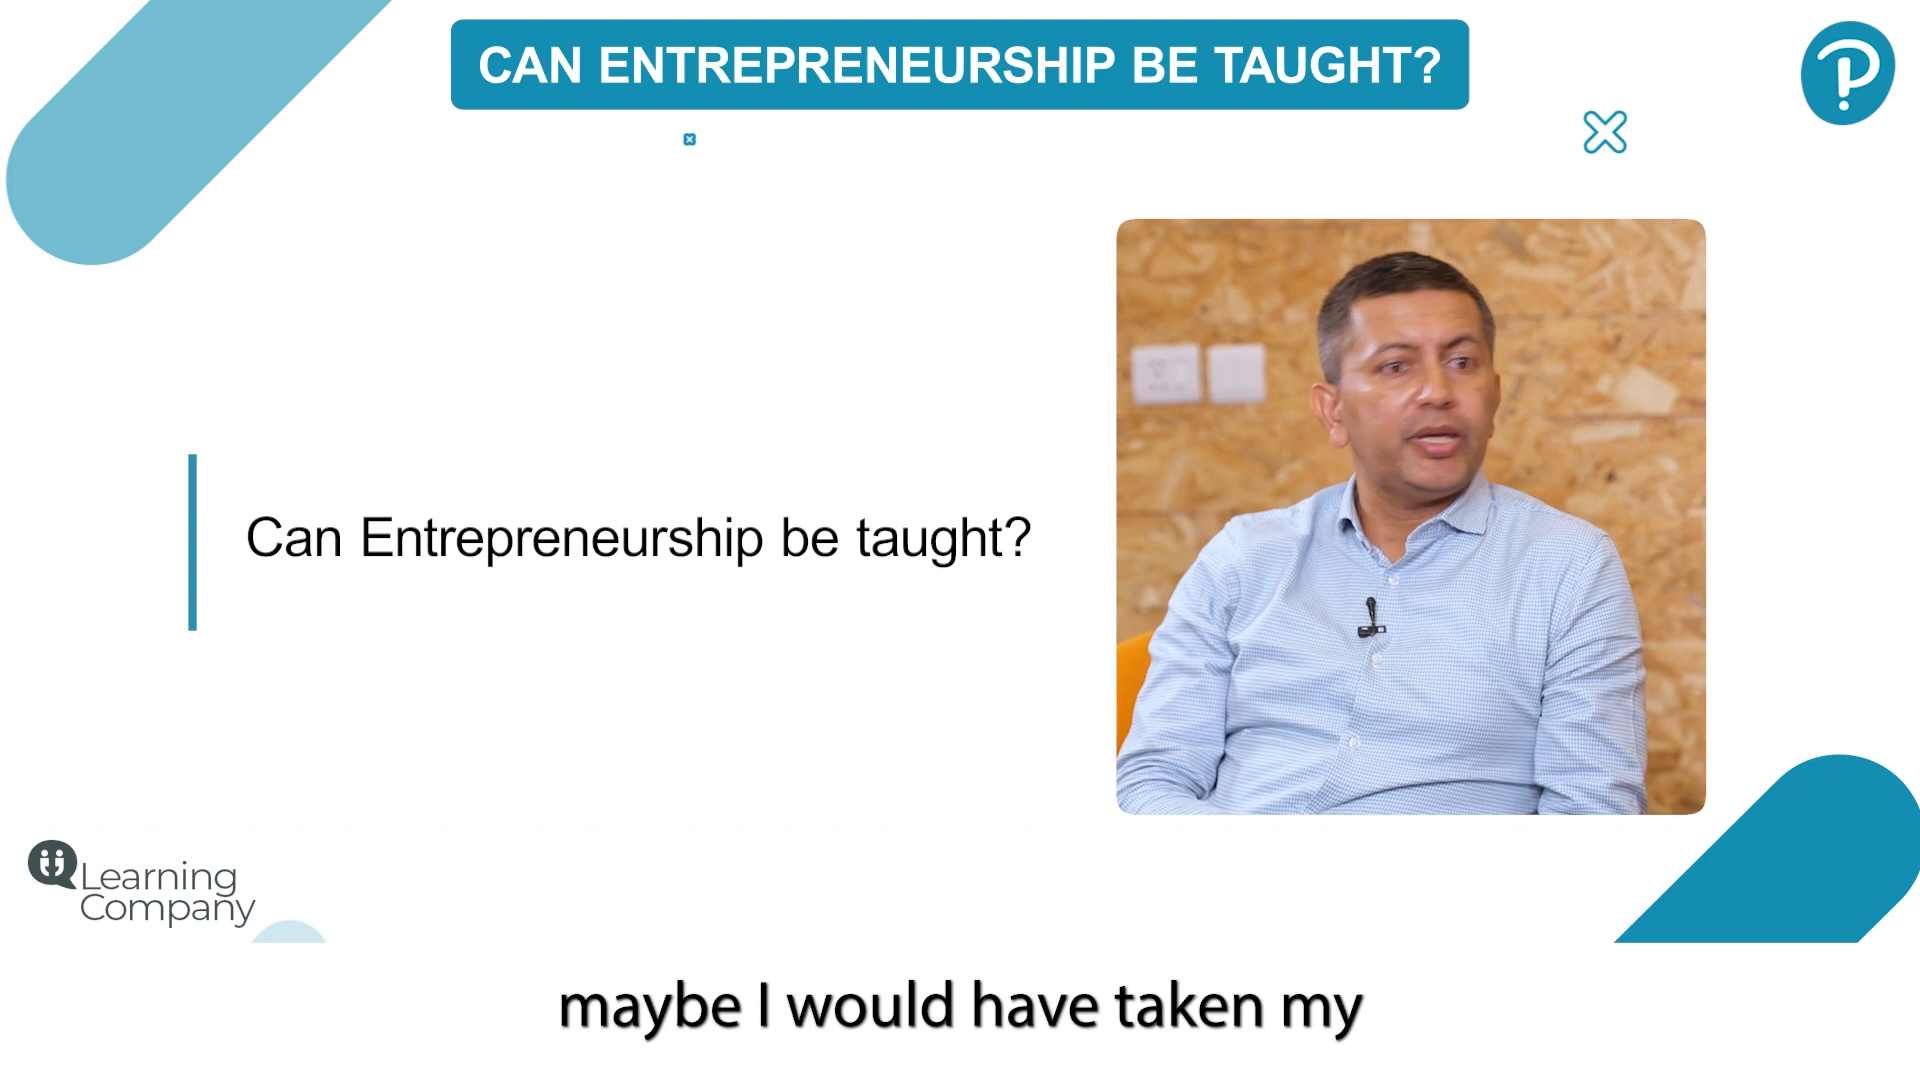 CAN ENTREPRENEURSHIP BE TAUGHT?
Can Entrepreneurship be taught?
Learning
Company
maybe I would have taken my